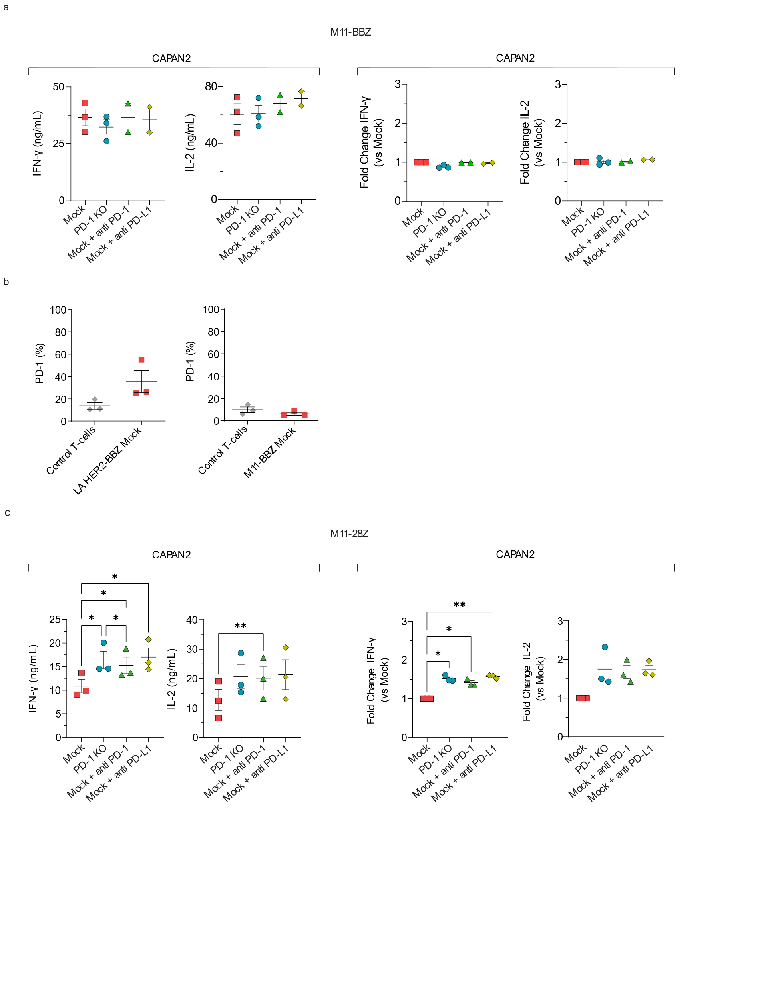 a
M11-BBZ
CAPAN2
CAPAN2
IFN-γ (ng/mL)
50
25
0
Mock
PD-1 KO
Mock + anti PD-1
Mock + anti PD-L1
IL-2 (ng/mL)
80
40
0
Mock
PD-1 KO
Mock + anti PD-1
Mock + anti PD-L1
Fold Change IFN-γ
(vs Mock)
3
2
1
0
Mock
PD-1 KO
Mock + anti PD-1
Mock + anti PD-L1
Fold Change IL-2
(vs Mock)
3
2
1
0
Mock
PD-1 KO
Mock + anti PD-1
Mock + anti PD-L1
b
PD-1 (%)
100
80
60
40
20
0
Control T-cells
LA HER2-BBZ Mock
PD-1 (%)
100
80
60
40
20
0
Control T-cells
M11-BBZ Mock
c
M11-28Z
CAPAN2
CAPAN2
IFN-γ (ng/mL)
*
*
* *
25
20
15
10
5
0
Mock
PD-1 KO
Mock + anti PD-1
Mock + anti PD-L1
IL-2 (ng/mL)
**
40
30
20
10
0
Mock
PD-1 KO
Mock + anti PD-1
Mock + anti PD-L1
Fold Change IFN-γ
(vs Mock)
**
*
*
3
2
1
0
Mock
PD-1 KO
Mock + anti PD-1
Mock + anti PD-L1
Fold Change IL-2
(vs Mock)
3
2
1
0
Mock
PD-1 KO
Mock + anti PD-1
Mock + anti PD-L1